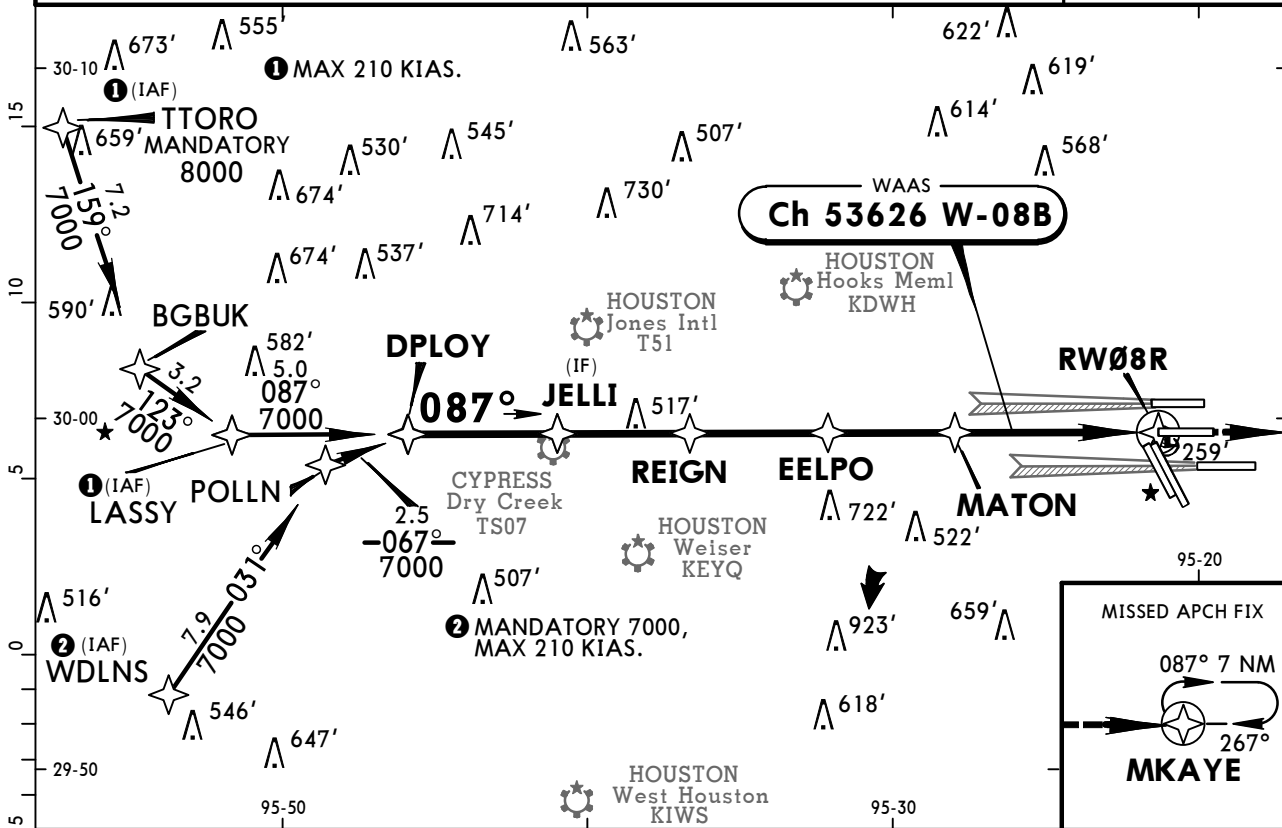 555'
673'
563'
622'
30-10
❶ MAX 210 KIAS.
619'
❶ (IAF)
TTORO
MANDATORY
8000
15
659'
614'
545'
507'
530'
568'
7.2
159°
7000
674'
730'
WAAS
Ch 53626 W-08B
714'
674'
537'
HOUSTON
Hooks Meml
KDWH
10
590'
BGBUK
HOUSTON
Jones Intl
T51
582'
DPLOY
RWØ8R
3.2
123°
7000
5.0
087°
7000
(IF)
JELLI
087°
517'
30-00
259'
5
❶ (IAF)
LASSY
POLLN
CYPRESS
Dry Creek
TS07
REIGN
EELPO
MATON
2.5
067°
7000
722'
522'
HOUSTON
Weiser
KEYQ
95-20
7.9
7000
031°
507'
516'
❷ (IAF)
WDLNS
❷ MANDATORY 7000,
MAX 210 KIAS.
923'
659'
MISSED APCH FIX
087° 7 NM
267°
MKAYE
0
546'
618'
647'
29-50
HOUSTON
West Houston
KIWS
95-50
95-30
5